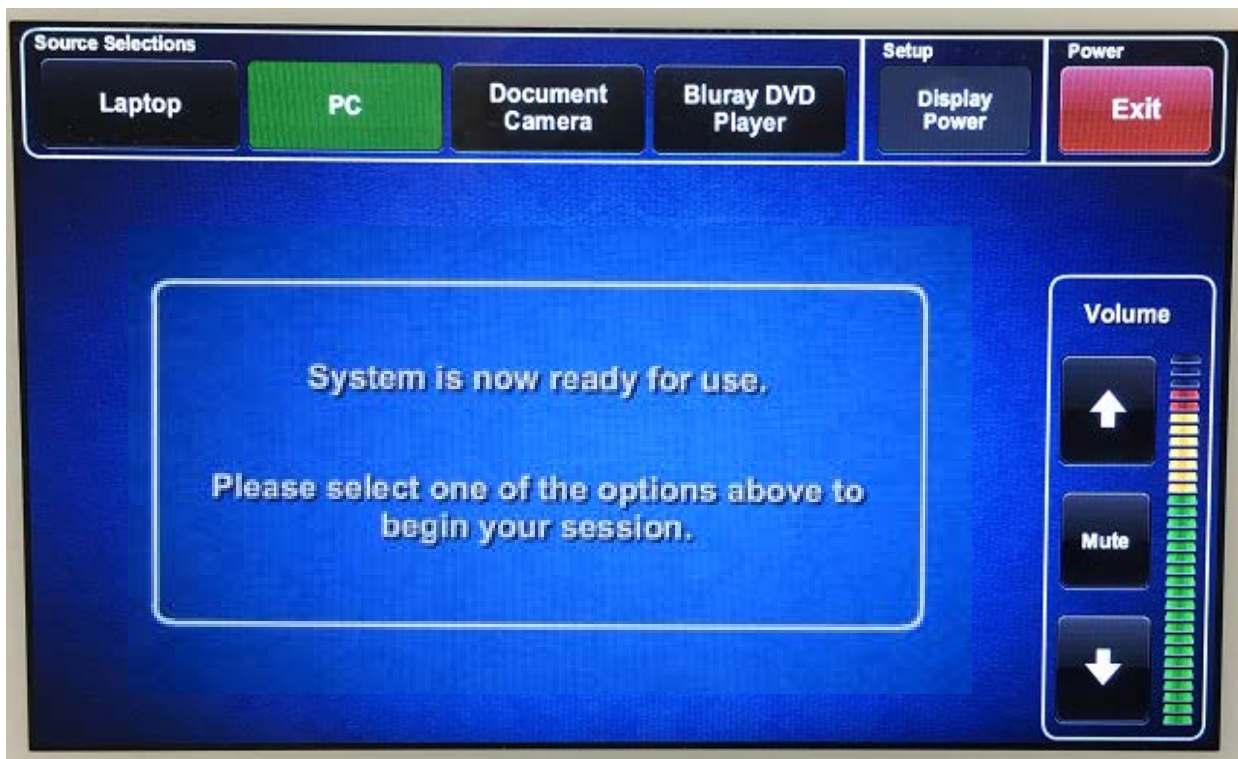 Source Selections
Setup
Power
Laptop
PC
Document
Camera
Bluray DVD
Player
Display
Power
Exit
System is now ready for use.
Please select one of the options above to
begin your session.
Volume
Mute